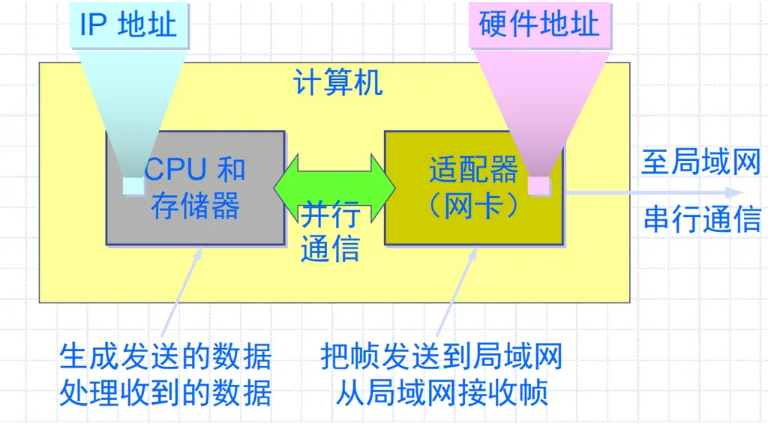 IP 地址
硬件地址
计算机
CPU 和
存储器
并行
通信
适配器
（网卡）
至局域网
串行通信
生成发送的数据
处理收到的数据
把帧发送到局域网
从局域网接收帧